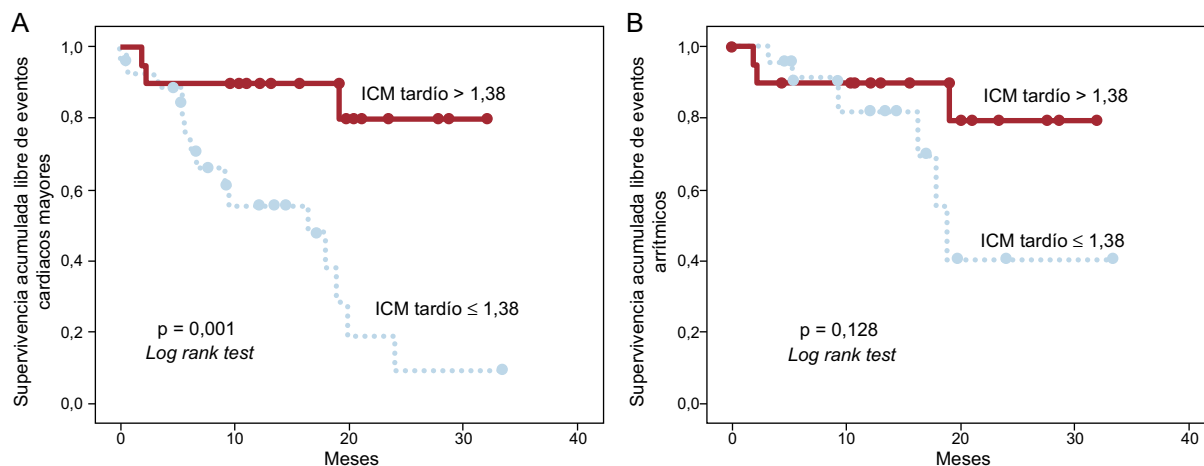 A
Supervivencia acumulada libre de eventos
cardiacos mayores
1,0
0,8
0,6
0,4
0,2
0,0
ICM tardío > 1,38
ICM tardío ≤ 1,38
p = 0,001
Log rank test
0
10
20
30
40
Meses
B
Supervivencia acumulada libre de eventos
arrítmicos
1,0
0,8
0,6
0,4
0,2
0,0
ICM tardío > 1,38
ICM tardío ≤ 1,38
p = 0,128
Log rank test
0
10
20
30
40
Meses